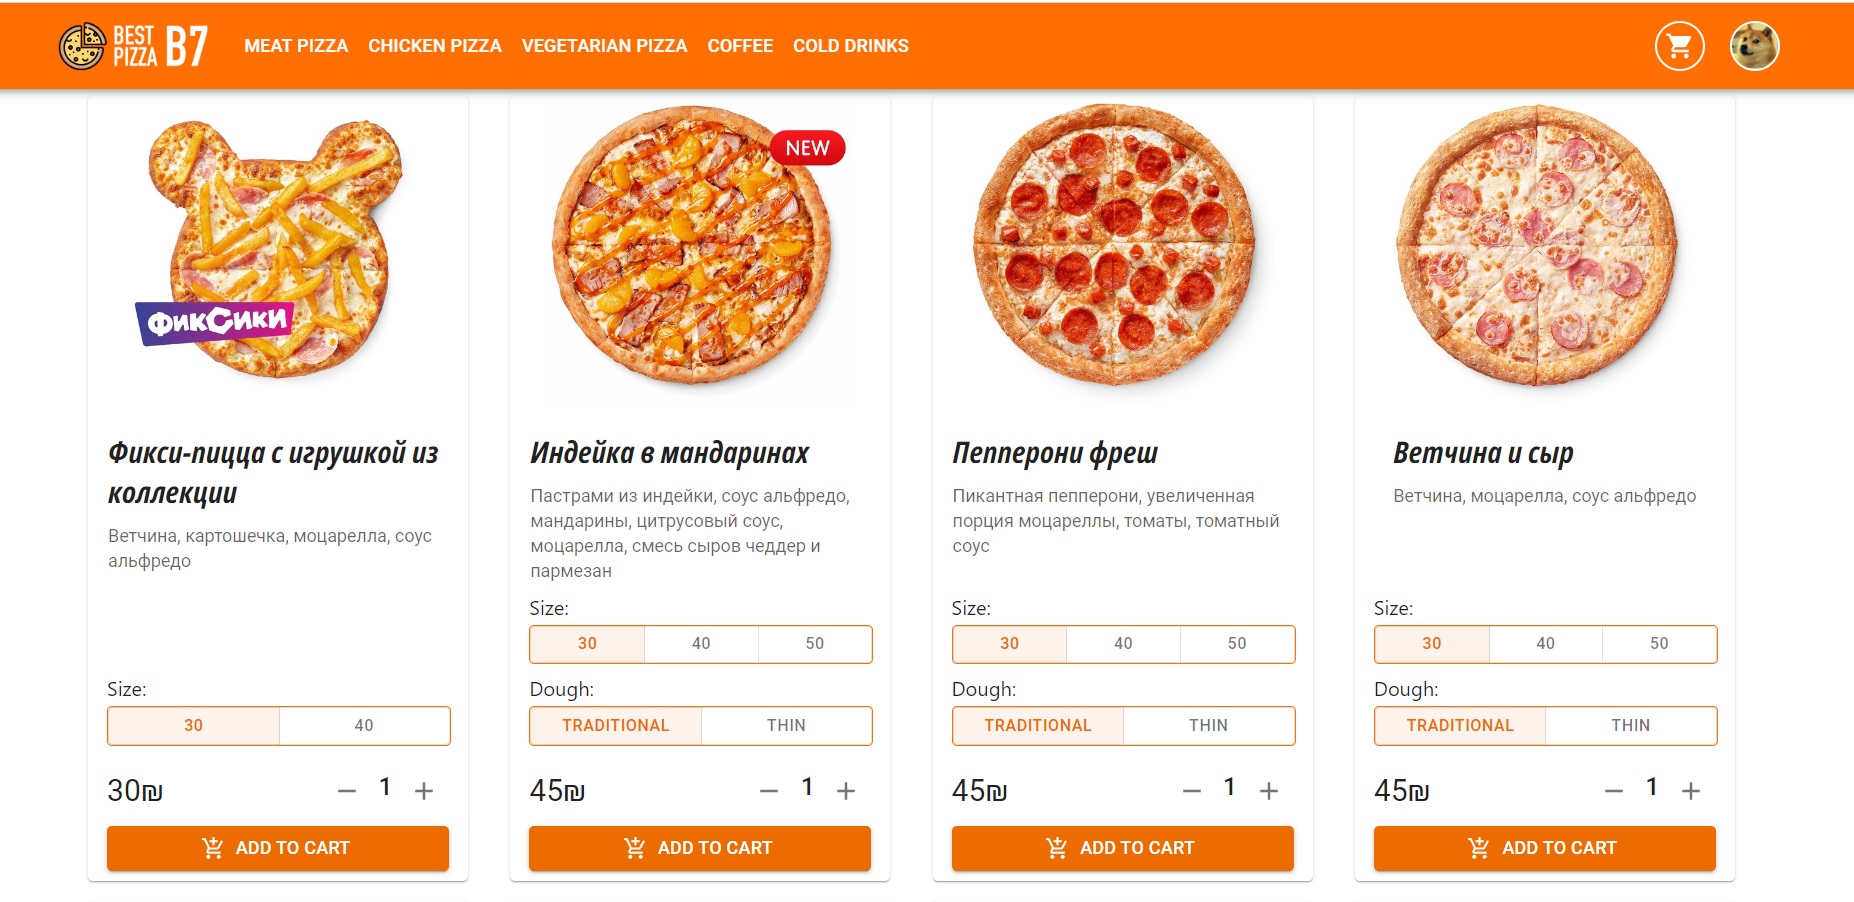 BEST PIZZA B7
MEAT PIZZA CHICKEN PIZZA VEGETARIAN PIZZA COFFEE COLD DRINKS
ФИКСИКИ
Фикси-пицца с игрушкой из
коллекции
Ветчина, картошечка, моцарелла, соус
альфредо
Size:
30 40
30₪
1
ADD TO CART
NEW
Индейка в мандаринах
Пастрами из индейки, соус альфредо,
мандарины, цитрусовый соус,
моцарелла, смесь сыров чеддер и
пармезан
Size:
30 40 50
Dough:
TRADITIONAL THIN
45₪
1
ADD TO CART
Пепперони фреш
Пикантная пепперони, увеличенная
порция моцареллы, томаты, томатный
соус
Size:
30 40 50
Dough:
TRADITIONAL THIN
45₪
1
ADD TO CART
Ветчина и сыр
Ветчина, моцарелла, соус альфредо
Size:
30 40 50
Dough:
TRADITIONAL THIN
45₪
1
ADD TO CART